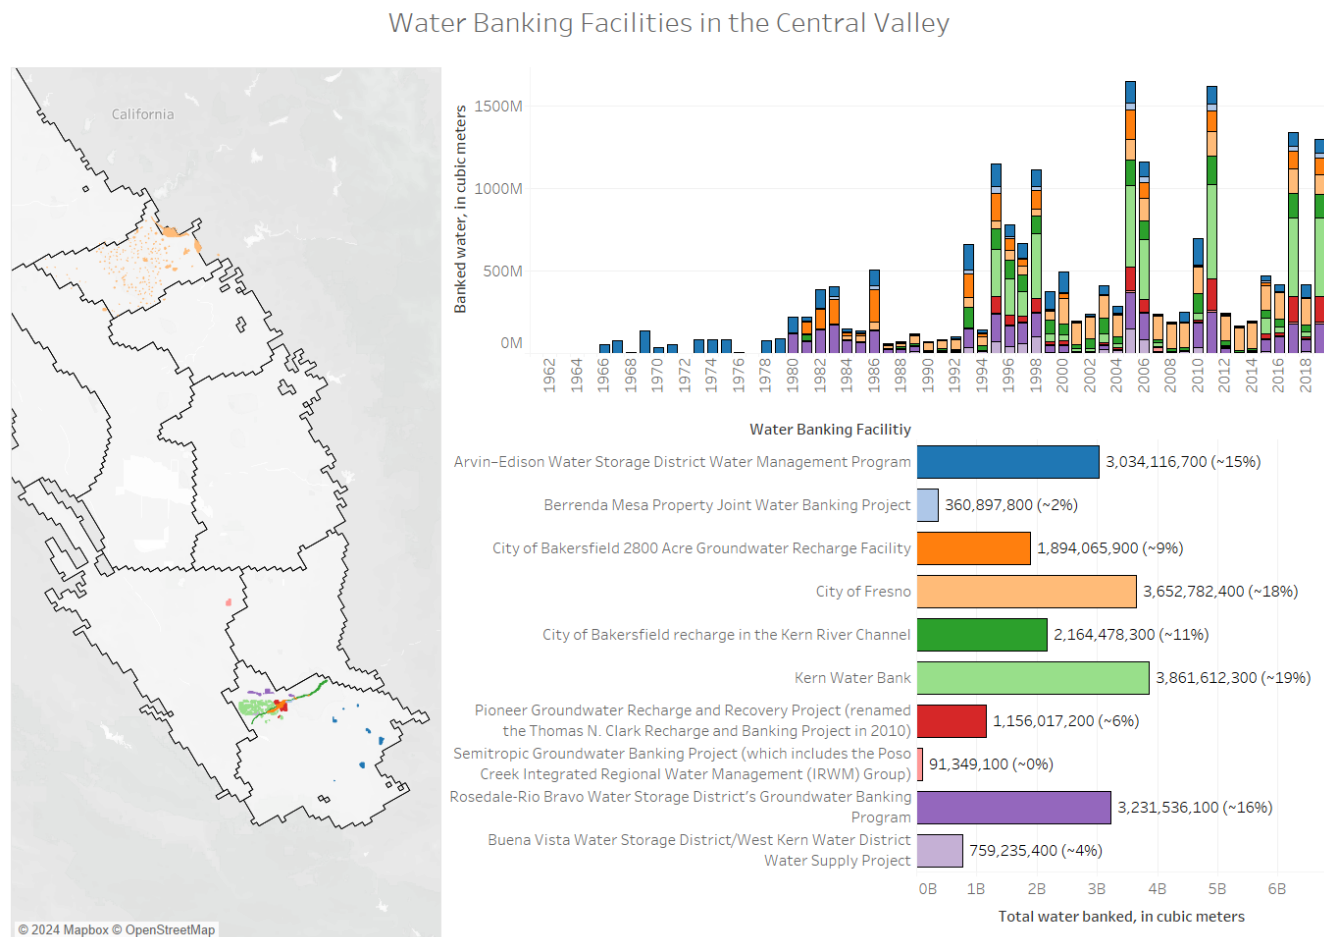 Water Banking Facilities in the Central Valley
California
© 2024 Mapbox © OpenStreetMap
Banked water, in cubic meters
1500M
1000M
500M
0M
1962
1964
1966
1968
1970
1972
1974
1976
1978
1980
1982
1984
1986
1988
1990
1992
1994
1996
1998
2000
2002
2004
2006
2008
2010
2012
2014
2016
2018
Water Banking Facilitiy
Arvin–Edison Water Storage District Water Management Program
3,034,116,700 (~15%)
Berrenda Mesa Property Joint Water Banking Project
360,897,800 (~2%)
City of Bakersfield 2800 Acre Groundwater Recharge Facility
1,894,065,900 (~9%)
City of Fresno
3,652,782,400 (~18%)
City of Bakersfield recharge in the Kern River Channel
2,164,478,300 (~11%)
Kern Water Bank
3,861,612,300 (~19%)
Pioneer Groundwater Recharge and Recovery Project (renamed
the Thomas N. Clark Recharge and Banking Project in 2010)
1,156,017,200 (~6%)
Semitropic Groundwater Banking Project (which includes the Poso
Creek Integrated Regional Water Management (IRWM) Group)
91,349,100 (~0%)
Rosedale-Rio Bravo Water Storage District's Groundwater Banking
Program
3,231,536,100 (~16%)
Buena Vista Water Storage District/West Kern Water District
Water Supply Project
759,235,400 (~4%)
0B
1B
2B
3B
4B
5B
6B
Total water banked, in cubic meters